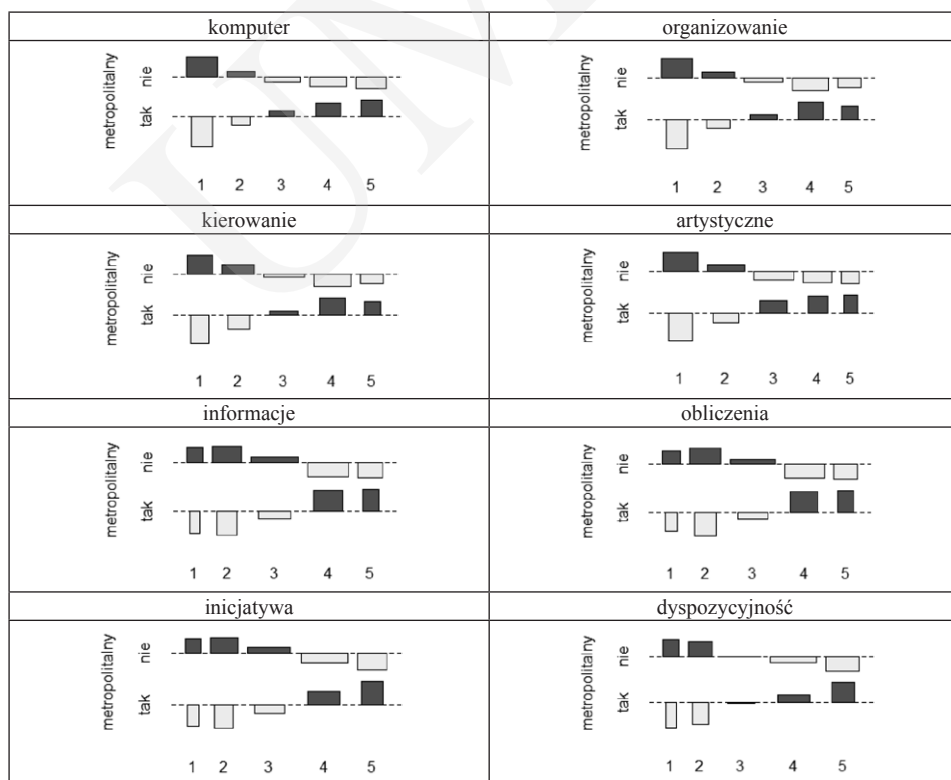 komputer
organizowanie
metropolitalny
nie
tak
1 2 3 4 5
metropolitalny
nie
tak
1 2 3 4 5
kierowanie
artystyczne
metropolitalny
nie
tak
1 2 3 4 5
metropolitalny
nie
tak
1 2 3 4 5
informacje
obliczenia
metropolitalny
nie
tak
1 2 3 4 5
metropolitalny
nie
tak
1 2 3 4 5
inicjatywa
dyspozycyjność
metropolitalny
nie
tak
1 2 3 4 5
metropolitalny
nie
tak
1 2 3 4 5